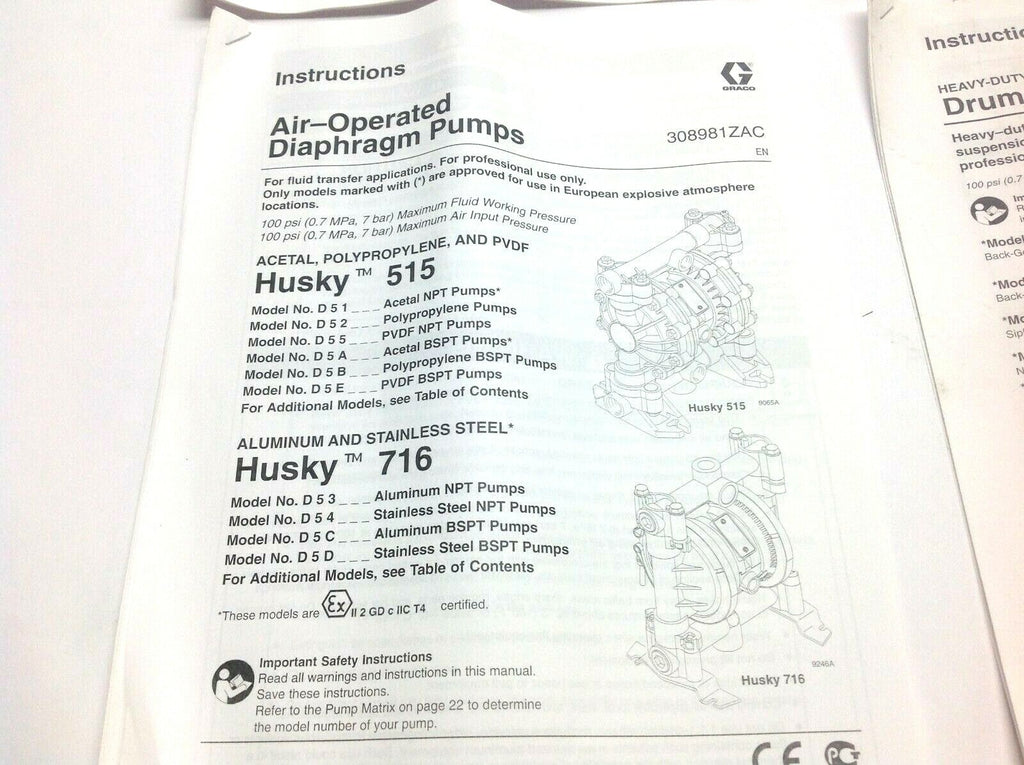 Instructions
GRACO
Air–Operated
Diaphragm Pumps
308981ZAC
EN
For fluid transfer applications. For professional use only.
Only models marked with (*) are approved for use in European explosive atmosphere
locations.
100 psi (0.7 MPa, 7 bar) Maximum Fluid Working Pressure
100 psi (0.7 MPa, 7 bar) Maximum Air Input Pressure
ACETAL, POLYPROPYLENE, AND PVDF
Husky™ 515
Model No. D 5 1 _ _ _ Acetal NPT Pumps*
Model No. D 5 2 _ _ _ Polypropylene Pumps
Model No. D 5 5 _ _ _ PVDF NPT Pumps
Model No. D 5 A _ _ _ Acetal BSPT Pumps*
Model No. D 5 B _ _ _ Polypropylene BSPT Pumps
Model No. D 5 E _ _ _ PVDF BSPT Pumps
For Additional Models, see Table of Contents
Husky 515
9065A
ALUMINUM AND STAINLESS STEEL*
Husky™ 716
Model No. D 5 3 _ _ _ Aluminum NPT Pumps
Model No. D 5 4 _ _ _ Stainless Steel NPT Pumps
Model No. D 5 C _ _ _ Aluminum BSPT Pumps
Model No. D 5 D _ _ _ Stainless Steel BSPT Pumps
For Additional Models, see Table of Contents
*These models are Ex II 2 GD c IIC T4 certified.
9246A
Husky 716
Important Safety Instructions
Read all warnings and instructions in this manual.
Save these instructions.
Refer to the Pump Matrix on page 22 to determine
the model number of your pump.
CE
HEAVY-DUTY
Drum
100 psi (0.7
*Model
Back-Ge